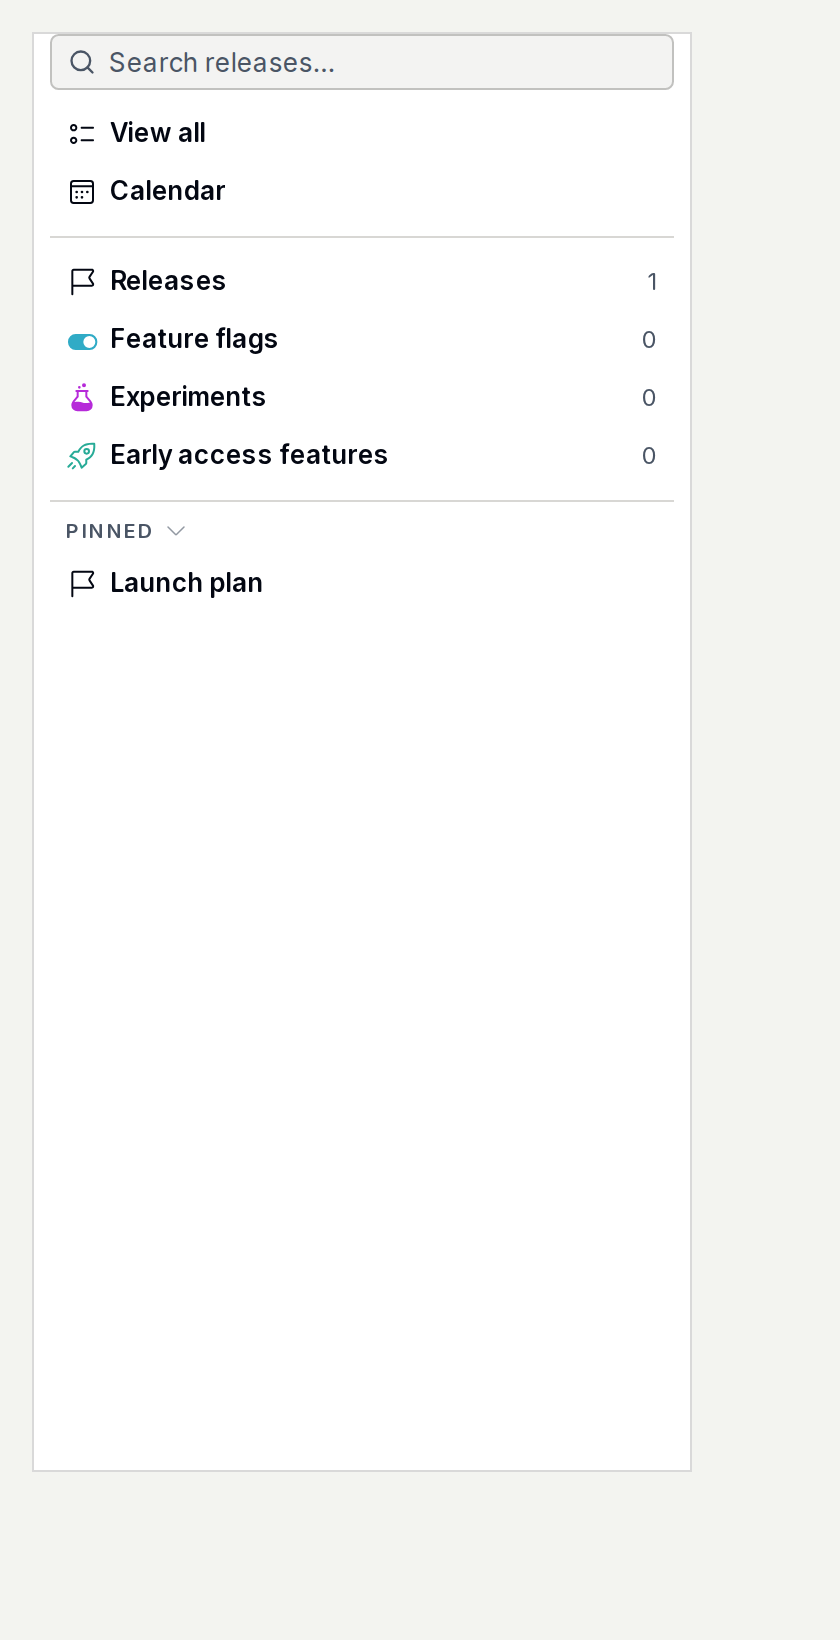 Search releases...
View all
Calendar
Releases 1
Feature flags 0
Experiments 0
Early access features 0
PINNED
Launch plan